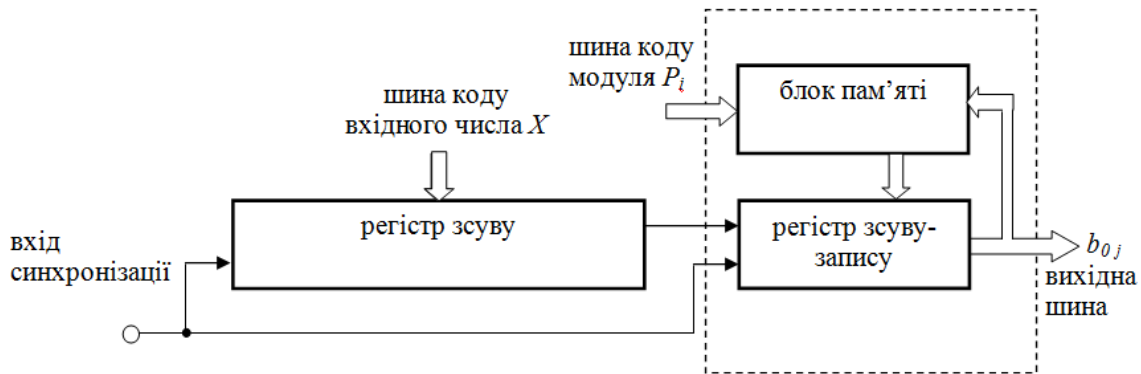 шина коду
модуля Pᵢ
блок пам’яті
шина коду
вхідного числа X
регістр зсуву
регістр зсуву-
запису
вхід
синхронізації
b₀ ⱼ
вихідна
шина